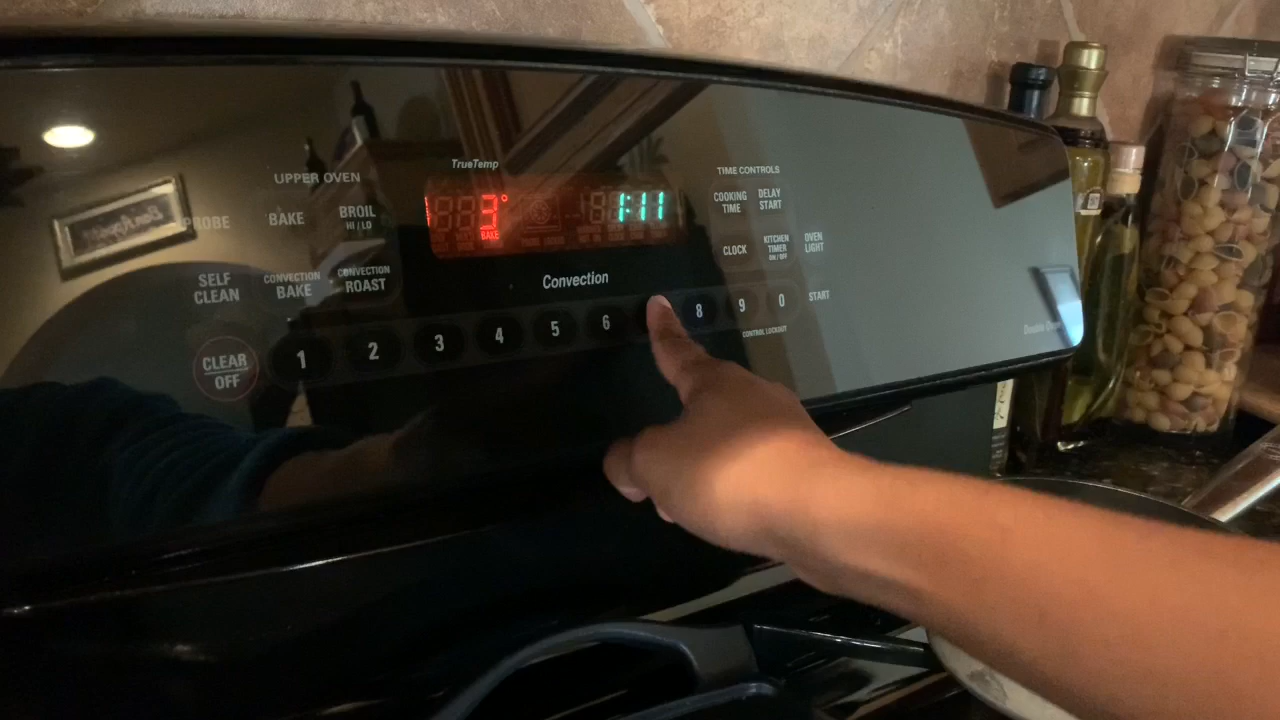 TrueTemp
UPPER OVEN
PROBE
BAKE
BROIL
HI / LO
SELF
CLEAN
CONVECTION
BAKE
CONVECTION
ROAST
CLEAR
OFF
3°
BAKE
1:11
Convection
1 2 3 4 5 6 8 9 0
TIME CONTROLS
COOKING
TIME
DELAY
START
CLOCK
KITCHEN
TIMER
ON / OFF
OVEN
LIGHT
START
CONTROL LOCKOUT